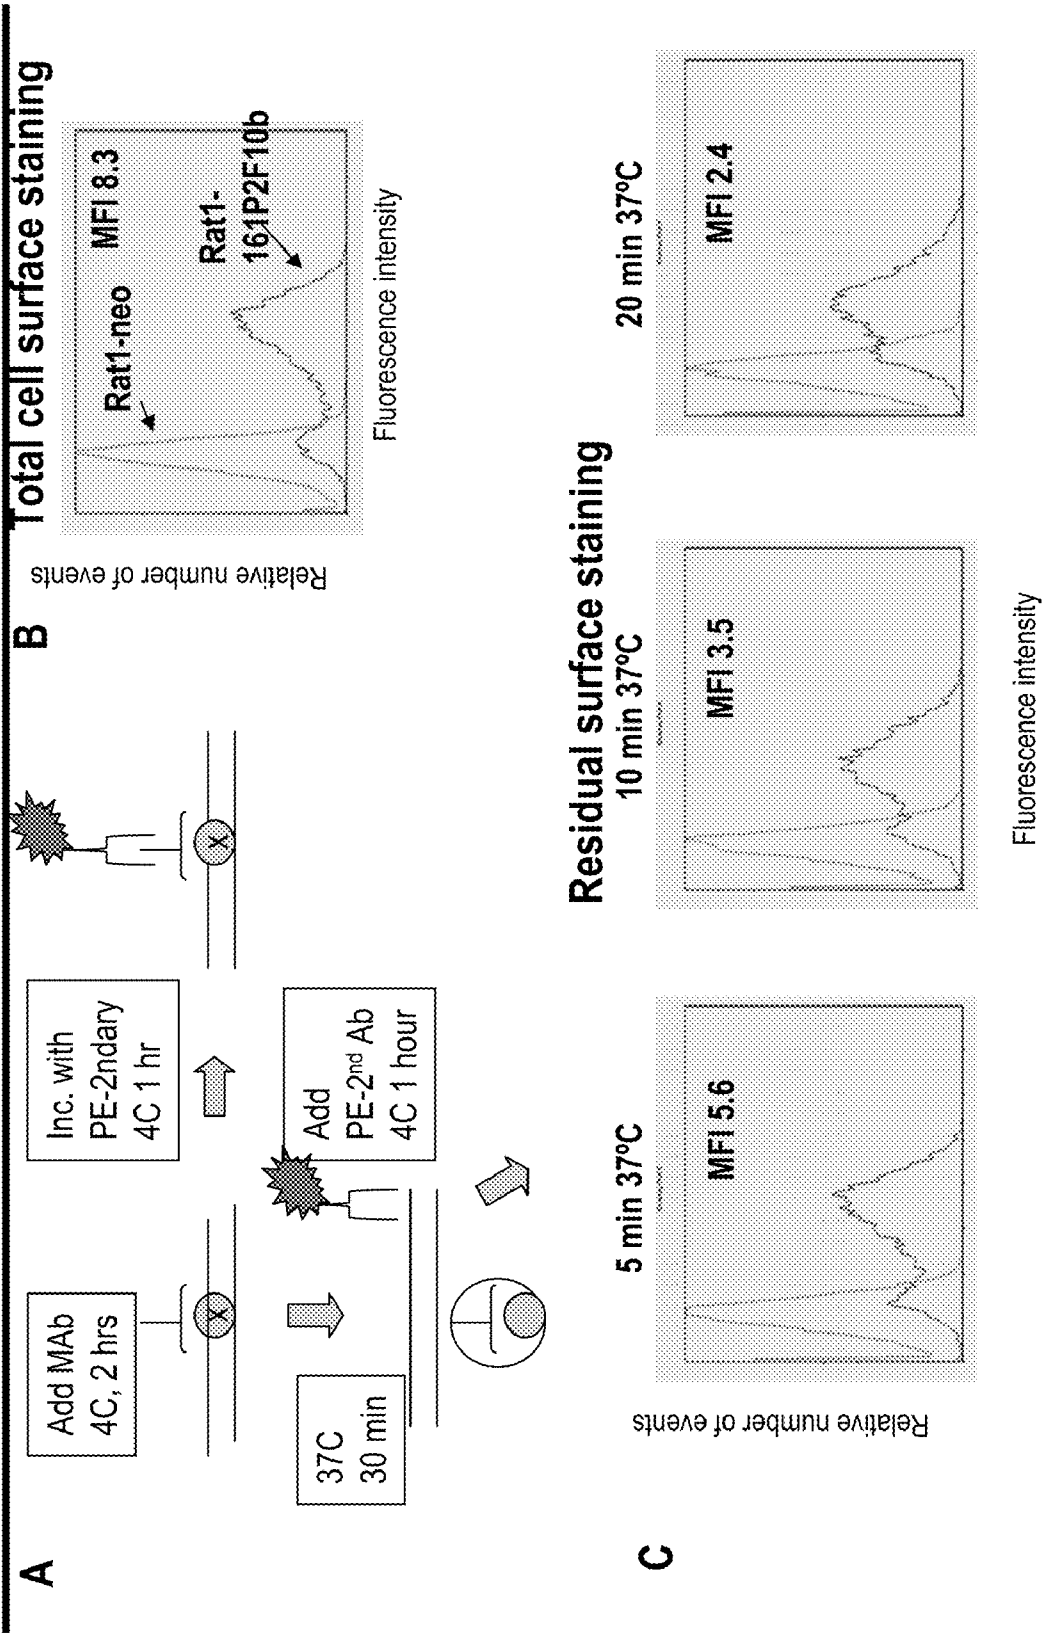 A
Add MAb
4C, 2 hrs
Inc. with
PE-2ndary
4C 1 hr
X
X
37C
30 min
Add
PE-2nd Ab
4C 1 hour
B
Total cell surface staining
Relative number of events
Rat1-neo
MFI 8.3
Rat1-
161P2F10b
Fluorescence intensity
C
Residual surface staining
5 min 37ºC
10 min 37ºC
20 min 37ºC
Relative number of events
MFI 5.6
MFI 3.5
MFI 2.4
Fluorescence intensity